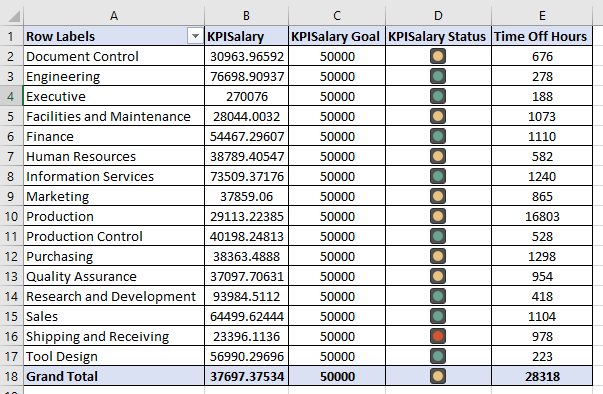 A B C D E
1 Row Labels KPISalary KPISalary Goal KPISalary Status Time Off Hours
2 Document Control 30963.96592 50000 676
3 Engineering 76698.90937 50000 278
4 Executive 270076 50000 188
5 Facilities and Maintenance 28044.0032 50000 1073
6 Finance 54467.29607 50000 1110
7 Human Resources 38789.40547 50000 582
8 Information Services 73509.37176 50000 1240
9 Marketing 37859.06 50000 865
10 Production 29113.22385 50000 16803
11 Production Control 40198.24813 50000 528
12 Purchasing 38363.4888 50000 1298
13 Quality Assurance 37097.70631 50000 954
14 Research and Development 93984.5112 50000 418
15 Sales 64499.62444 50000 1104
16 Shipping and Receiving 23396.1136 50000 978
17 Tool Design 56990.29696 50000 223
18 Grand Total 37697.37534 50000 28318